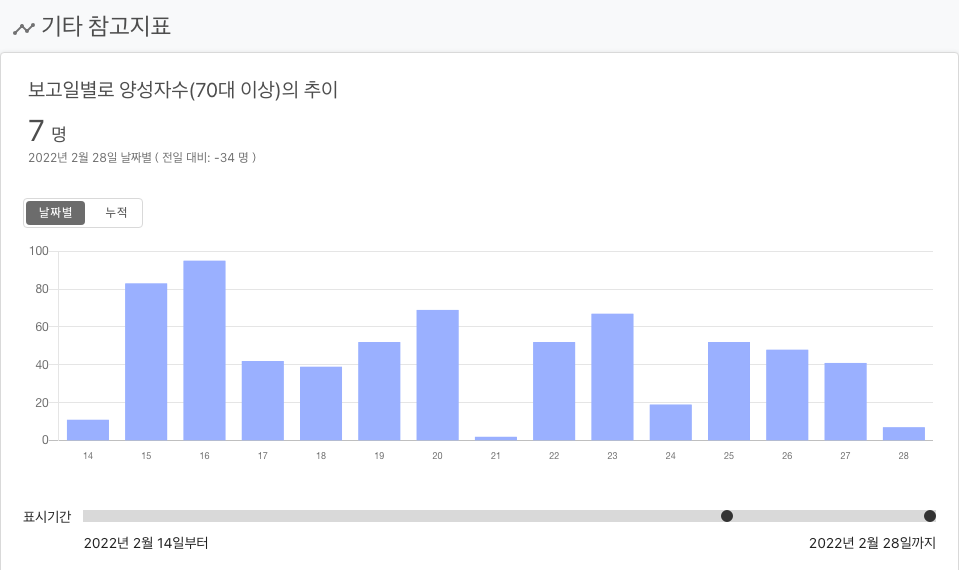 기타 참고지표
보고일별로 양성자수(70대 이상)의 추이
7 명
2022년 2월 28일 날짜별 ( 전일 대비: -34 명 )
날짜별 누적
100
80
60
40
20
0
14 15 16 17 18 19 20 21 22 23 24 25 26 27 28
표시기간
2022년 2월 14일부터 2022년 2월 28일까지